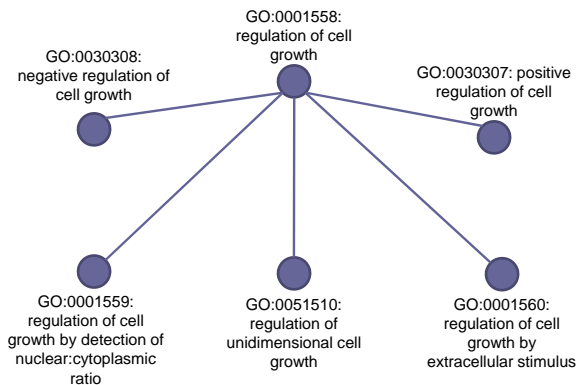 GO:0001558:
regulation of cell
growth
GO:0030308:
negative regulation of
cell growth
GO:0030307: positive
regulation of cell
growth
GO:0001559:
regulation of cell
growth by detection of
nuclear:cytoplasmic
ratio
GO:0051510:
regulation of
unidimensional cell
growth
GO:0001560:
regulation of cell
growth by
extracellular stimulus